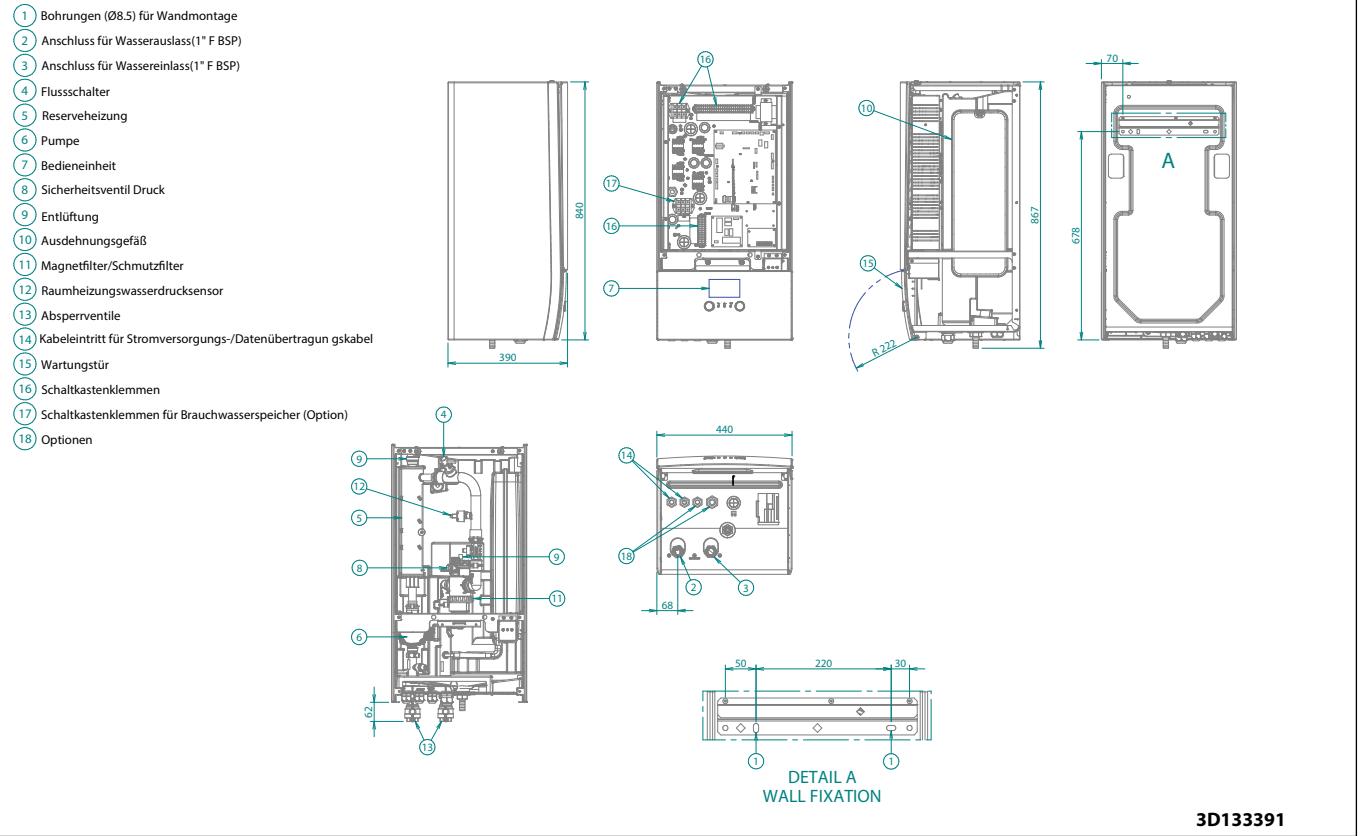 1 Bohrungen (Ø8.5) für Wandmontage
2 Anschluss für Wasserauslass(1" F BSP)
3 Anschluss für Wassereinlass(1" F BSP)
4 Flussschalter
5 Reserveheizung
6 Pumpe
7 Bedieneinheit
8 Sicherheitsventil Druck
9 Entlüftung
10 Ausdehnungsgefäß
11 Magnetfilter/Schmutzfilter
12 Raumheizungswasserdrucksensor
13 Absperrventile
14 Kabeleintritt für Stromversorgungs-/Datenübertragun gskabel
15 Wartungstür
16 Schaltkastenklemmen
17 Schaltkastenklemmen für Brauchwasserspeicher (Option)
18 Optionen
840
390
16
17
16
7
10
15
867
R 222
70
A
678
4
9
12
5
9
8
11
6
62
13
440
14
18
2
3
68
50 220 30
1 1
DETAIL A
WALL FIXATION
3D133391